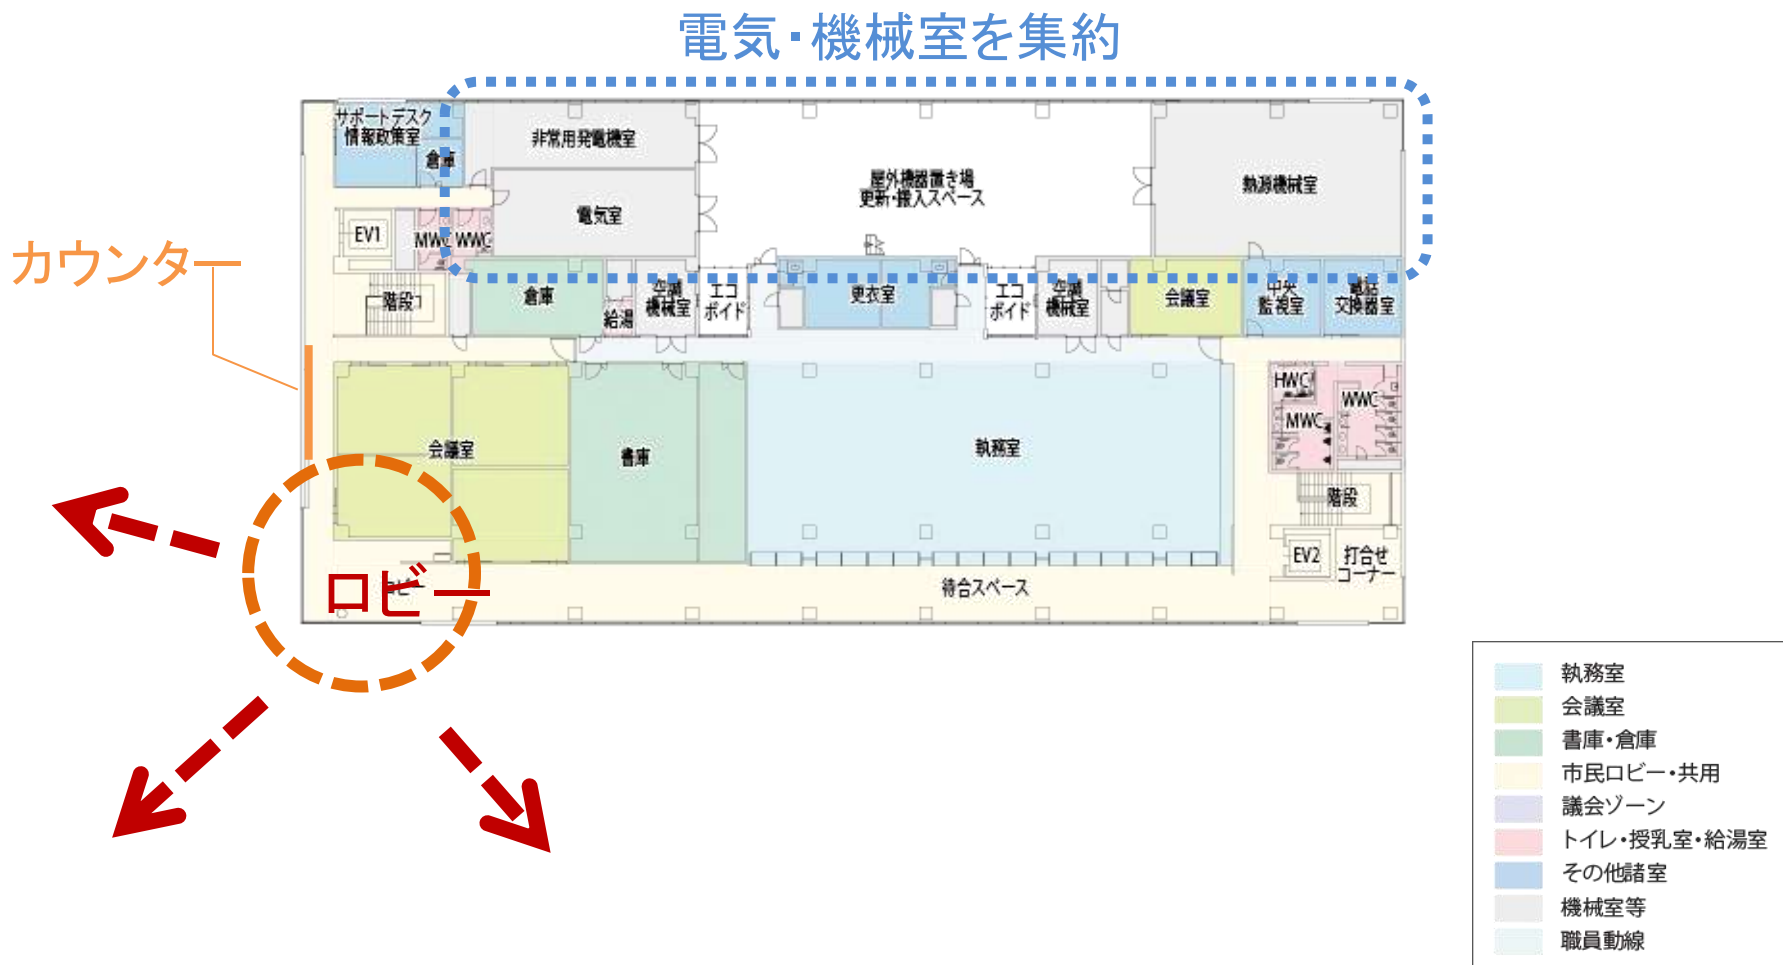 電気・機械室を集約
サポートデスク
情報政策室
倉庫
非常用発電機室
屋外機器置き場
更新・搬入スペース
熱源機械室
電気室
EV1
MWC
WWC
カウンター
階段
倉庫
給湯
空調
機械室
エコ
ボイド
更衣室
エコ
ボイド
空調
機械室
会議室
中央
監視室
電話
交換器室
HWC
WWC
MWC
会議室
書庫
執務室
階段
EV2
打合せ
コーナー
ロビー
ロビー
待合スペース
執務室
会議室
書庫・倉庫
市民ロビー・共用
議会ゾーン
トイレ・授乳室・給湯室
その他諸室
機械室等
職員動線